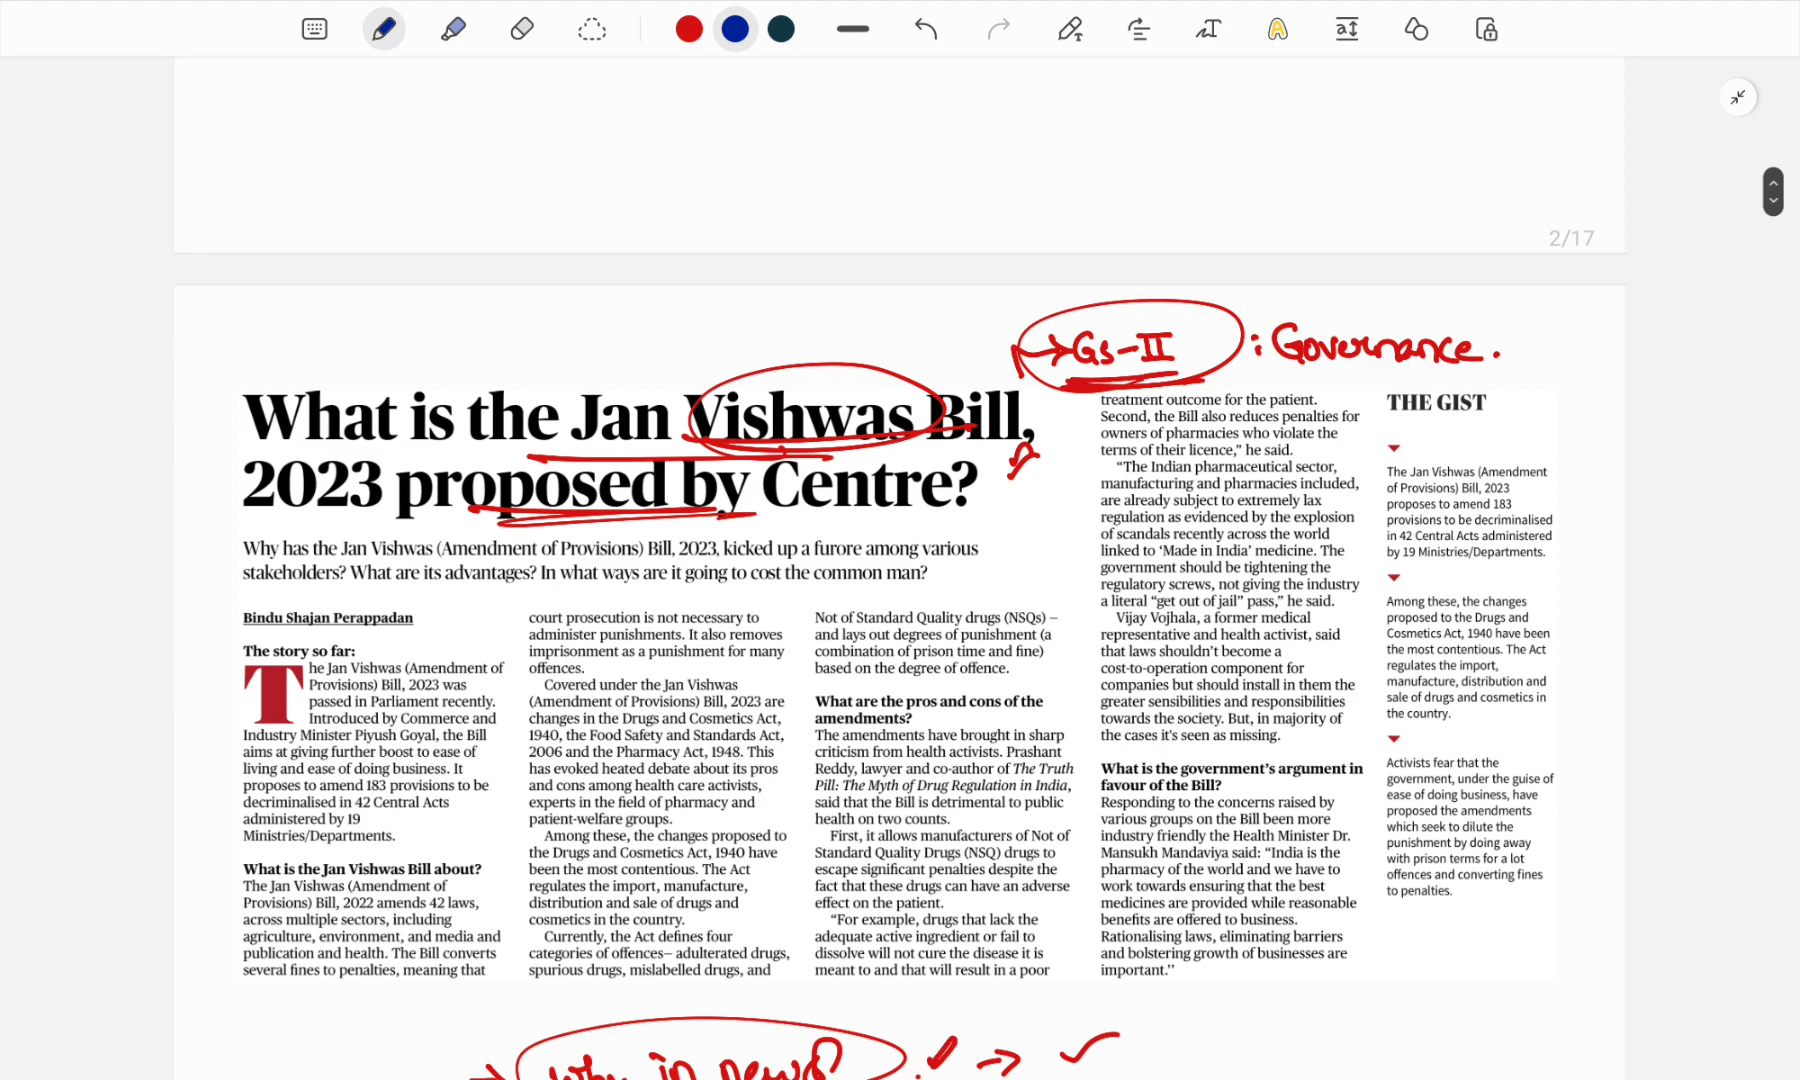 2/17
→ GS-II : Governance.
What is the Jan Vishwas Bill,
2023 proposed by Centre?
Why has the Jan Vishwas (Amendment of Provisions) Bill, 2023, kicked up a furore among various
stakeholders? What are its advantages? In what ways are it going to cost the common man?
Bindu Shajan Perappadan
The story so far:
The Jan Vishwas (Amendment of
Provisions) Bill, 2023 was
passed in Parliament recently.
Introduced by Commerce and
Industry Minister Piyush Goyal, the Bill
aims at giving further boost to ease of
living and ease of doing business. It
proposes to amend 183 provisions to be
decriminalised in 42 Central Acts
administered by 19
Ministries/Departments.
What is the Jan Vishwas Bill about?
The Jan Vishwas (Amendment of
Provisions) Bill, 2022 amends 42 laws,
across multiple sectors, including
agriculture, environment, and media and
publication and health. The Bill converts
several fines to penalties, meaning that
court prosecution is not necessary to
administer punishments. It also removes
imprisonment as a punishment for many
offences.
Covered under the Jan Vishwas
(Amendment of Provisions) Bill, 2023 are
changes in the Drugs and Cosmetics Act,
1940, the Food Safety and Standards Act,
2006 and the Pharmacy Act, 1948. This
has evoked heated debate about its pros
and cons among health care activists,
experts in the field of pharmacy and
patient-welfare groups.
Among these, the changes proposed to
the Drugs and Cosmetics Act, 1940 have
been the most contentious. The Act
regulates the import, manufacture,
distribution and sale of drugs and
cosmetics in the country.
Currently, the Act defines four
categories of offences– adulterated drugs,
spurious drugs, mislabelled drugs, and
Not of Standard Quality drugs (NSQs) –
and lays out degrees of punishment (a
combination of prison time and fine)
based on the degree of offence.
What are the pros and cons of the
amendments?
The amendments have brought in sharp
criticism from health activists. Prashant
Reddy, lawyer and co-author of The Truth
Pill: The Myth of Drug Regulation in India,
said that the Bill is detrimental to public
health on two counts.
First, it allows manufacturers of Not of
Standard Quality Drugs (NSQ) drugs to
escape significant penalties despite the
fact that these drugs can have an adverse
effect on the patient.
“For example, drugs that lack the
adequate active ingredient or fail to
dissolve will not cure the disease it is
meant to and that will result in a poor
treatment outcome for the patient.
Second, the Bill also reduces penalties for
owners of pharmacies who violate the
terms of their licence,” he said.
“The Indian pharmaceutical sector,
manufacturing and pharmacies included,
are already subject to extremely lax
regulation as evidenced by the explosion
of scandals recently across the world
linked to ‘Made in India’ medicine. The
government should be tightening the
regulatory screws, not giving the industry
a literal “get out of jail” pass,” he said.
Vijay Vojhala, a former medical
representative and health activist, said
that laws shouldn’t become a
cost-to-operation component for
companies but should install in them the
greater sensibilities and responsibilities
towards the society. But, in majority of
the cases it's seen as missing.
What is the government’s argument in
favour of the Bill?
Responding to the concerns raised by
various groups on the Bill been more
industry friendly the Health Minister Dr.
Mansukh Mandaviya said: “India is the
pharmacy of the world and we have to
work towards ensuring that the best
medicines are provided while reasonable
benefits are offered to business.
Rationalising laws, eliminating barriers
and bolstering growth of businesses are
important.’’
THE GIST
The Jan Vishwas (Amendment
of Provisions) Bill, 2023
proposes to amend 183
provisions to be decriminalised
in 42 Central Acts administered
by 19 Ministries/Departments.
Among these, the changes
proposed to the Drugs and
Cosmetics Act, 1940 have been
the most contentious. The Act
regulates the import,
manufacture, distribution and
sale of drugs and cosmetics in
the country.
Activists fear that the
government, under the guise of
ease of doing business, have
proposed the amendments
which seek to dilute the
punishment by doing away
with prison terms for a lot
offences and converting fines
to penalties.
→ Why in news?